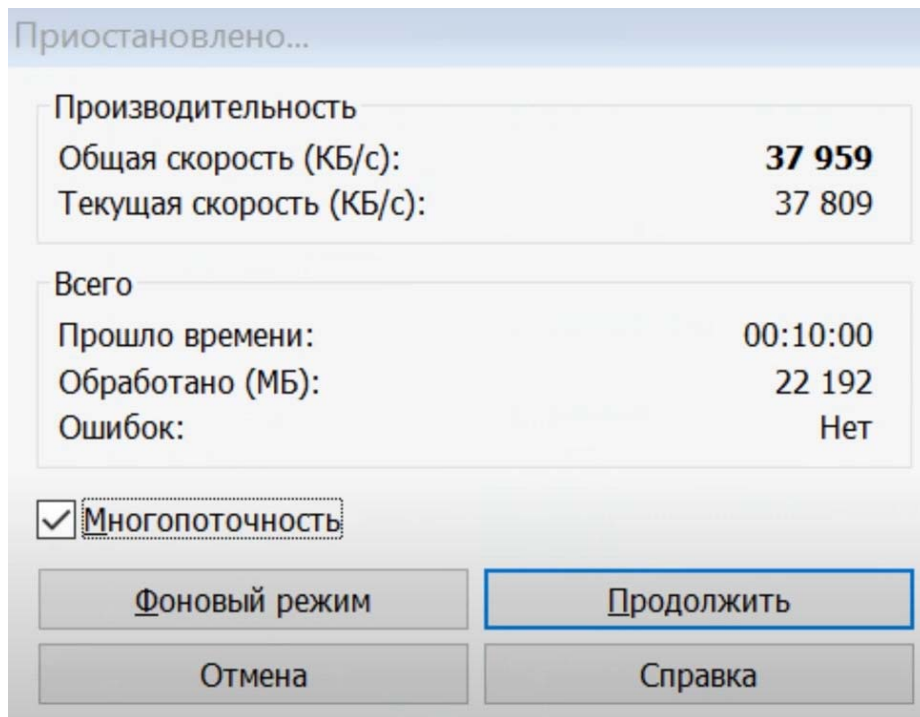 Приостановлено...
Производительность
Общая скорость (КБ/с): 37 959
Текущая скорость (КБ/с): 37 809
Всего
Прошло времени: 00:10:00
Обработано (МБ): 22 192
Ошибок: Нет
Многопоточность
Фоновый режим Продолжить
Отмена Справка